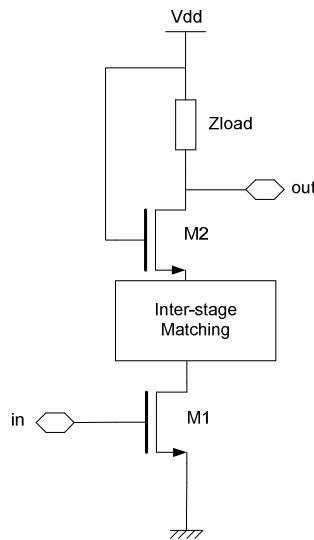 Vdd
Zload
out
M2
Inter-stage
Matching
in
M1